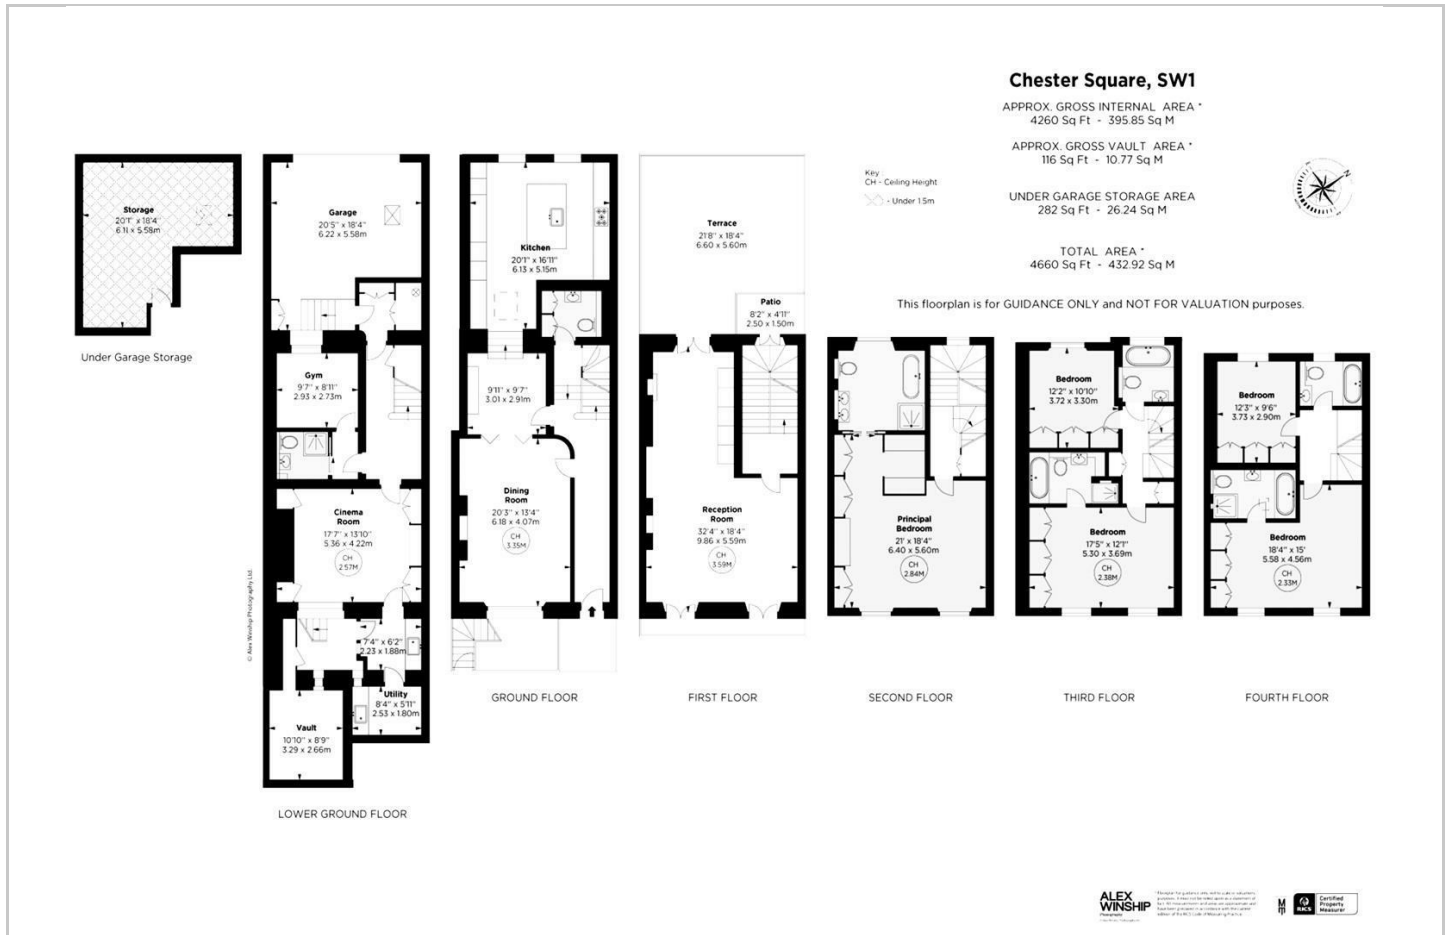 Chester Square, SW1
APPROX. GROSS INTERNAL AREA *
4260 Sq Ft - 395.85 Sq M
APPROX. GROSS VAULT AREA *
116 Sq Ft - 10.77 Sq M
UNDER GARAGE STORAGE AREA
282 Sq Ft - 26.24 Sq M
TOTAL AREA *
4660 Sq Ft - 432.92 Sq M
This floorplan is for GUIDANCE ONLY and NOT FOR VALUATION purposes.
Key
CH - Ceiling Height
- Under 1.5m
N
Storage
20'1" x 18'4"
6.11 x 5.58m
Under Garage Storage
Garage
20'5" x 18'4"
6.22 x 5.58m
Gym
9'7" x 8'11"
2.93 x 2.73m
Cinema
Room
17'7" x 13'10"
5.36 x 4.22m
CH
2.57M
7'4" x 6'2"
2.23 x 1.88m
Utility
8'4" x 5'11"
2.53 x 1.80m
Vault
10'10" x 8'9"
3.29 x 2.66m
LOWER GROUND FLOOR
© Alex Winship Photography Ltd.
Kitchen
20'1" x 16'11"
6.13 x 5.15m
9'11" x 9'7"
3.01 x 2.91m
Dining
Room
20'3" x 13'4"
6.18 x 4.07m
CH
3.35M
GROUND FLOOR
Terrace
21'8" x 18'4"
6.60 x 5.60m
Patio
8'2" x 4'11"
2.50 x 1.50m
Reception
Room
32'4" x 18'4"
9.86 x 5.59m
CH
3.59M
FIRST FLOOR
Principal
Bedroom
21' x 18'4"
6.40 x 5.60m
CH
2.84M
SECOND FLOOR
Bedroom
12'2" x 10'10"
3.72 x 3.30m
Bedroom
17'5" x 12'1"
5.30 x 3.69m
CH
2.38M
THIRD FLOOR
Bedroom
12'3" x 9'6"
3.73 x 2.90m
Bedroom
18'4" x 15'
5.58 x 4.56m
CH
2.33M
FOURTH FLOOR
ALEX
WINSHIP
Photography
RICS
Certified
Property
Measurer